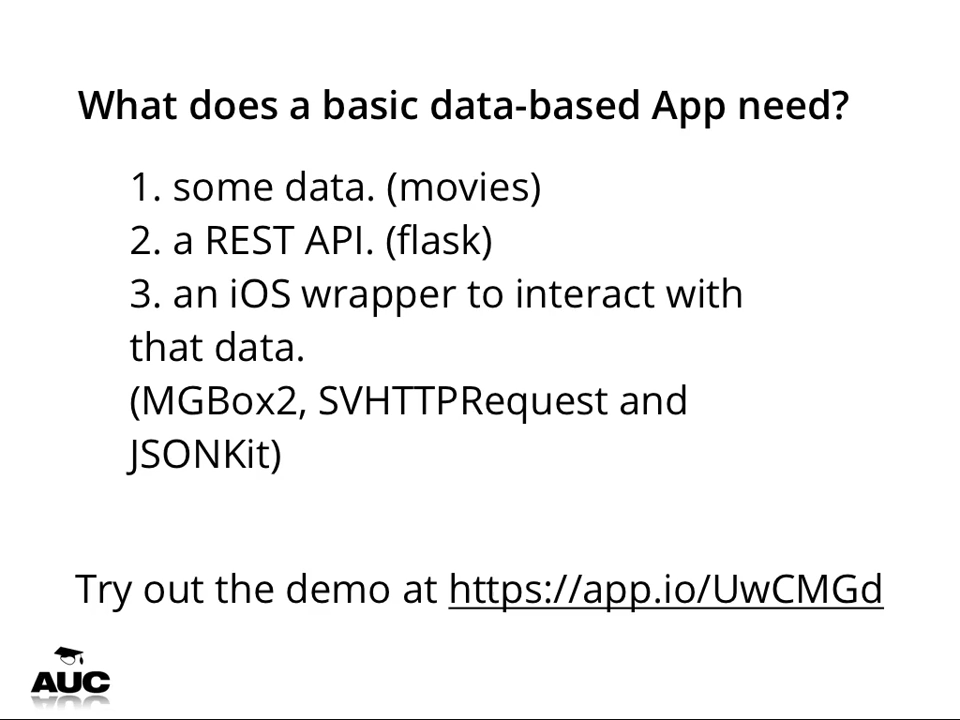 What does a basic data-based App need?
1. some data. (movies)
2. a REST API. (flask)
3. an iOS wrapper to interact with
that data.
(MGBox2, SVHTTPRequest and
JSONKit)
Try out the demo at https://app.io/UwCMGd
AUC